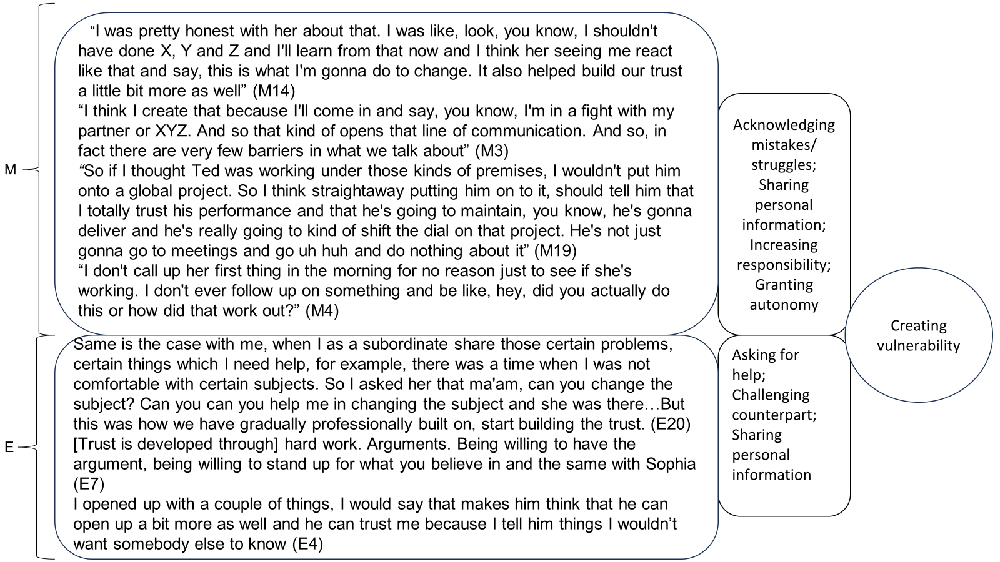 M
“I was pretty honest with her about that. I was like, look, you know, I shouldn't
have done X, Y and Z and I'll learn from that now and I think her seeing me react
like that and say, this is what I'm gonna do to change. It also helped build our trust
a little bit more as well” (M14)
“I think I create that because I'll come in and say, you know, I'm in a fight with my
partner or XYZ. And so that kind of opens that line of communication. And so, in
fact there are very few barriers in what we talk about” (M3)
“So if I thought Ted was working under those kinds of premises, I wouldn't put him
onto a global project. So I think straightaway putting him on to it, should tell him that
I totally trust his performance and that he's going to maintain, you know, he's gonna
deliver and he's really going to kind of shift the dial on that project. He's not just
gonna go to meetings and go uh huh and do nothing about it” (M19)
“I don't call up her first thing in the morning for no reason just to see if she's
working. I don't ever follow up on something and be like, hey, did you actually do
this or how did that work out?” (M4)
Acknowledging
mistakes/
struggles;
Sharing
personal
information;
Increasing
responsibility;
Granting
autonomy
E
Same is the case with me, when I as a subordinate share those certain problems,
certain things which I need help, for example, there was a time when I was not
comfortable with certain subjects. So I asked her that ma'am, can you change the
subject? Can you can you help me in changing the subject and she was there…But
this was how we have gradually professionally built on, start building the trust. (E20)
[Trust is developed through] hard work. Arguments. Being willing to have the
argument, being willing to stand up for what you believe in and the same with Sophia
(E7)
I opened up with a couple of things, I would say that makes him think that he can
open up a bit more as well and he can trust me because I tell him things I wouldn’t
want somebody else to know (E4)
Asking for
help;
Challenging
counterpart;
Sharing
personal
information
Creating
vulnerability